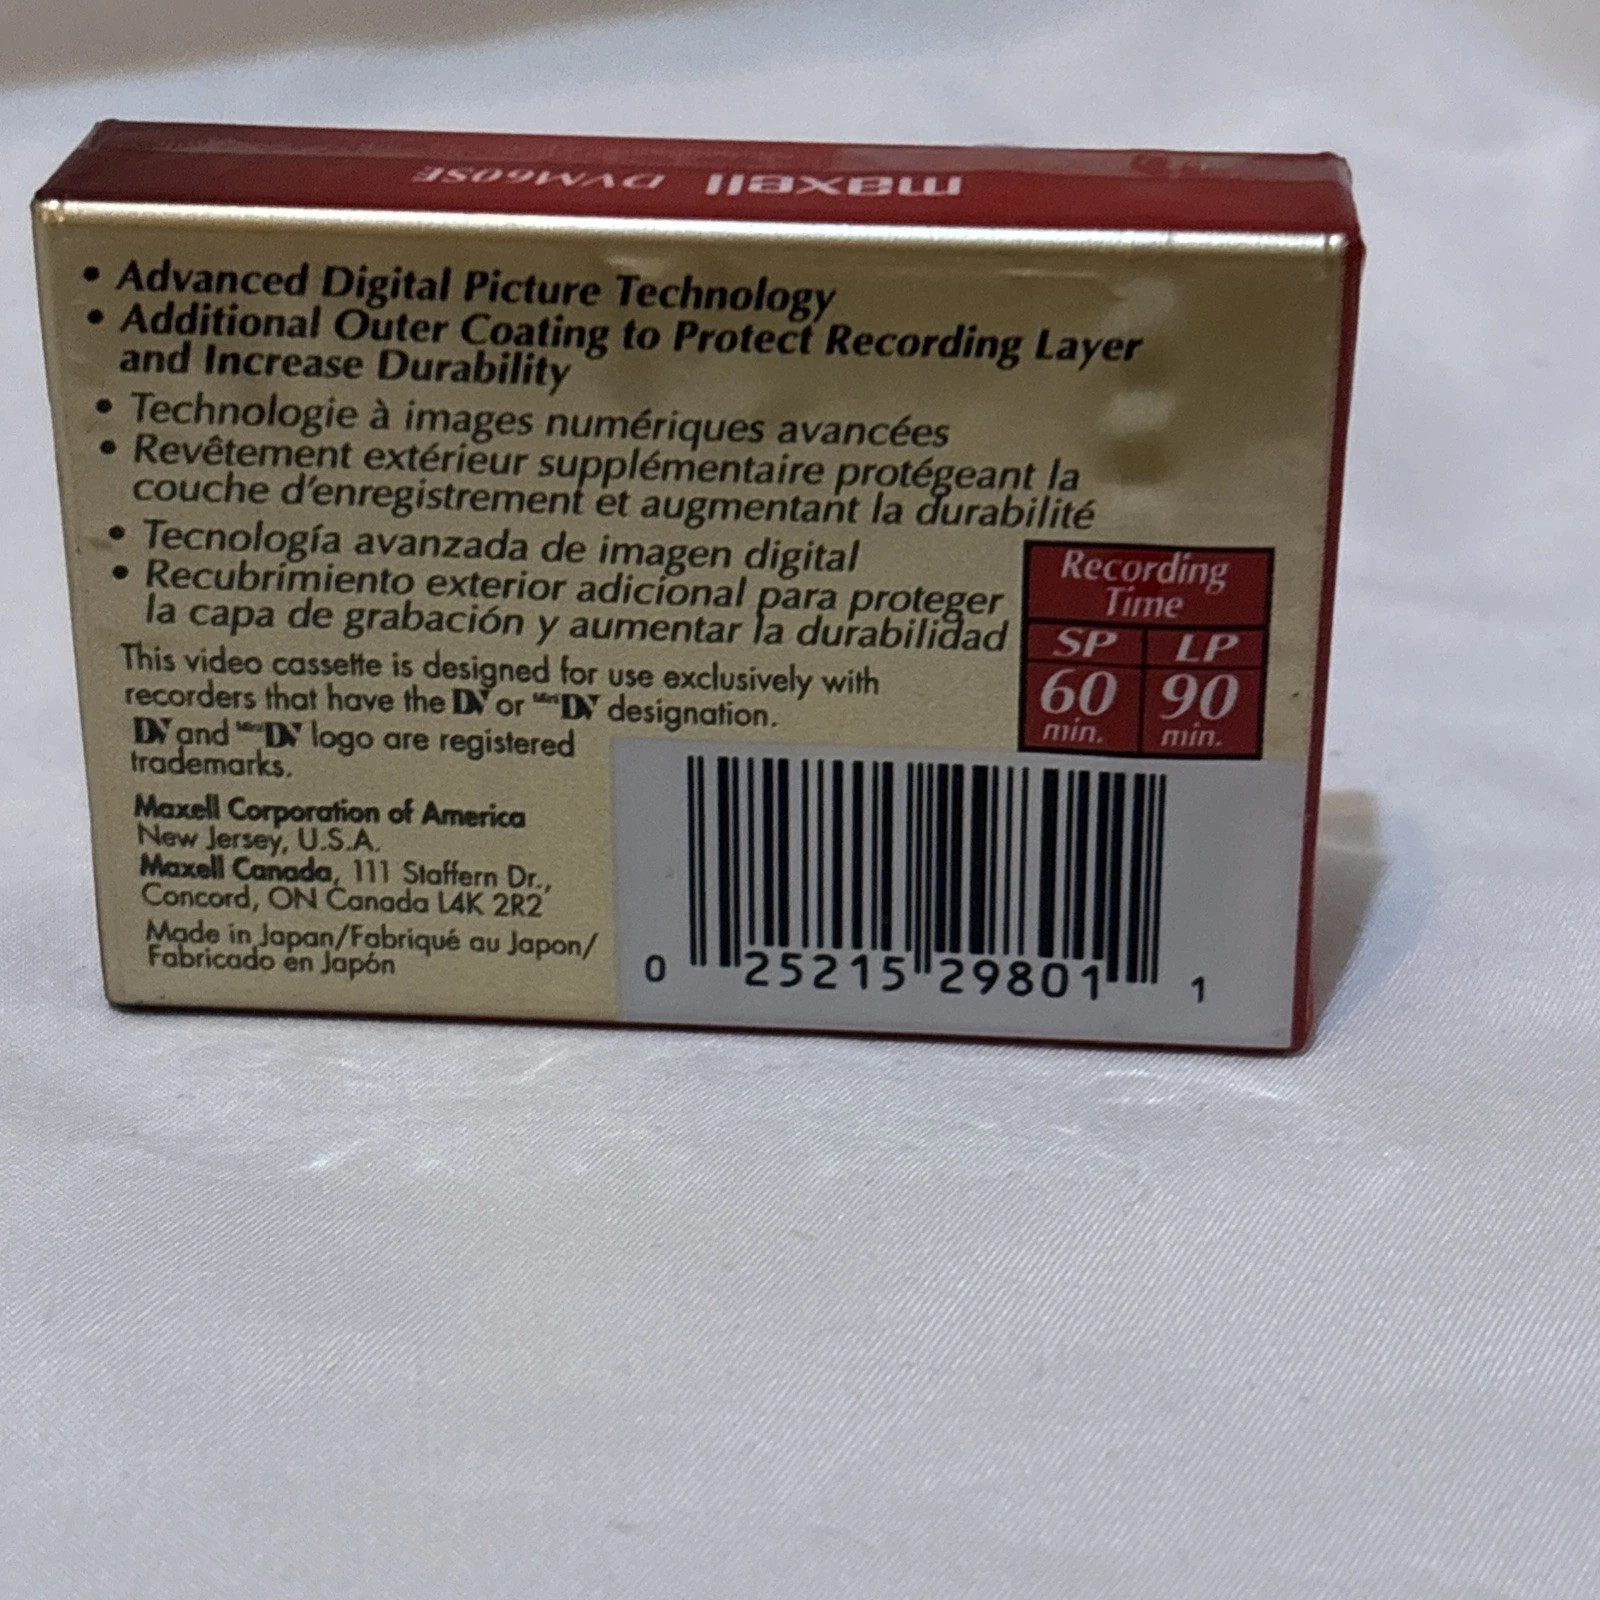 maxell DVM60SE
• Advanced Digital Picture Technology
• Additional Outer Coating to Protect Recording Layer
and Increase Durability
• Technologie à images numériques avancées
• Revêtement extérieur supplémentaire protégeant la
couche d'enregistrement et augmentant la durabilité
• Tecnología avanzada de imagen digital
• Recubrimiento exterior adicional para proteger
la capa de grabación y aumentar la durabilidad
This video cassette is designed for use exclusively with
recorders that have the DV or Mini DV designation.
DV and Mini DV logo are registered
trademarks.
Maxell Corporation of America
New Jersey, U.S.A.
Maxell Canada, 111 Staffern Dr.,
Concord, ON Canada L4K 2R2
Made in Japan/Fabriqué au Japon/
Fabricado en Japón
Recording
Time
SP LP
60 90
min. min.
0 25215 29801 1